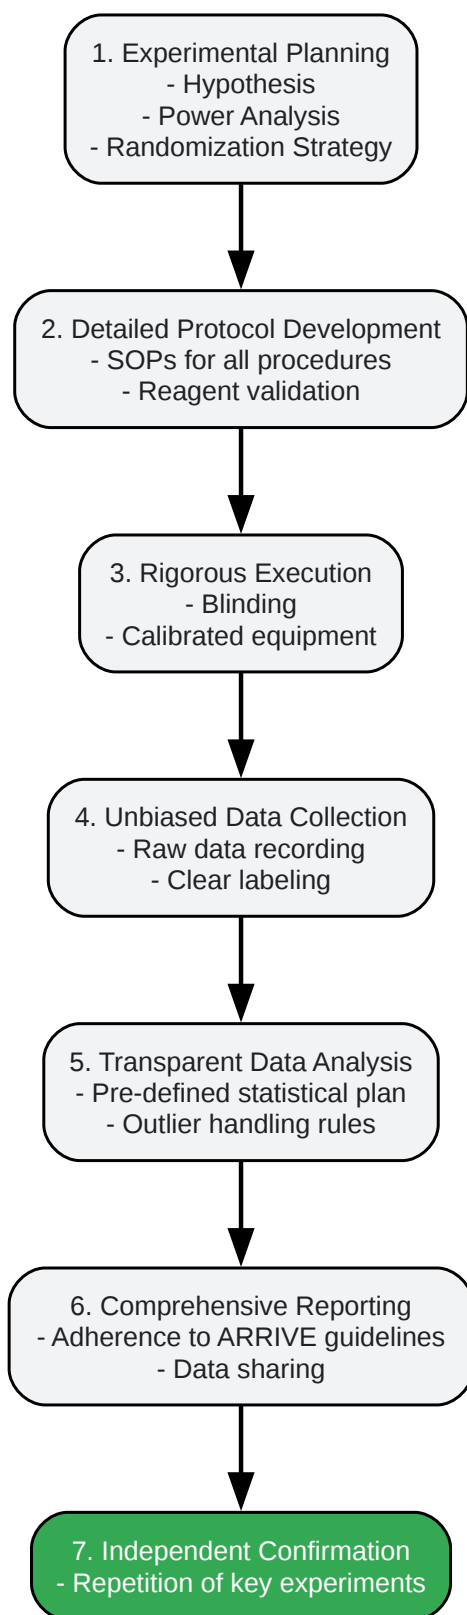 1. Experimental Planning
- Hypothesis
- Power Analysis
- Randomization Strategy
2. Detailed Protocol Development
- SOPs for all procedures
- Reagent validation
3. Rigorous Execution
- Blinding
- Calibrated equipment
4. Unbiased Data Collection
- Raw data recording
- Clear labeling
5. Transparent Data Analysis
- Pre-defined statistical plan
- Outlier handling rules
6. Comprehensive Reporting
- Adherence to ARRIVE guidelines
- Data sharing
7. Independent Confirmation
- Repetition of key experiments